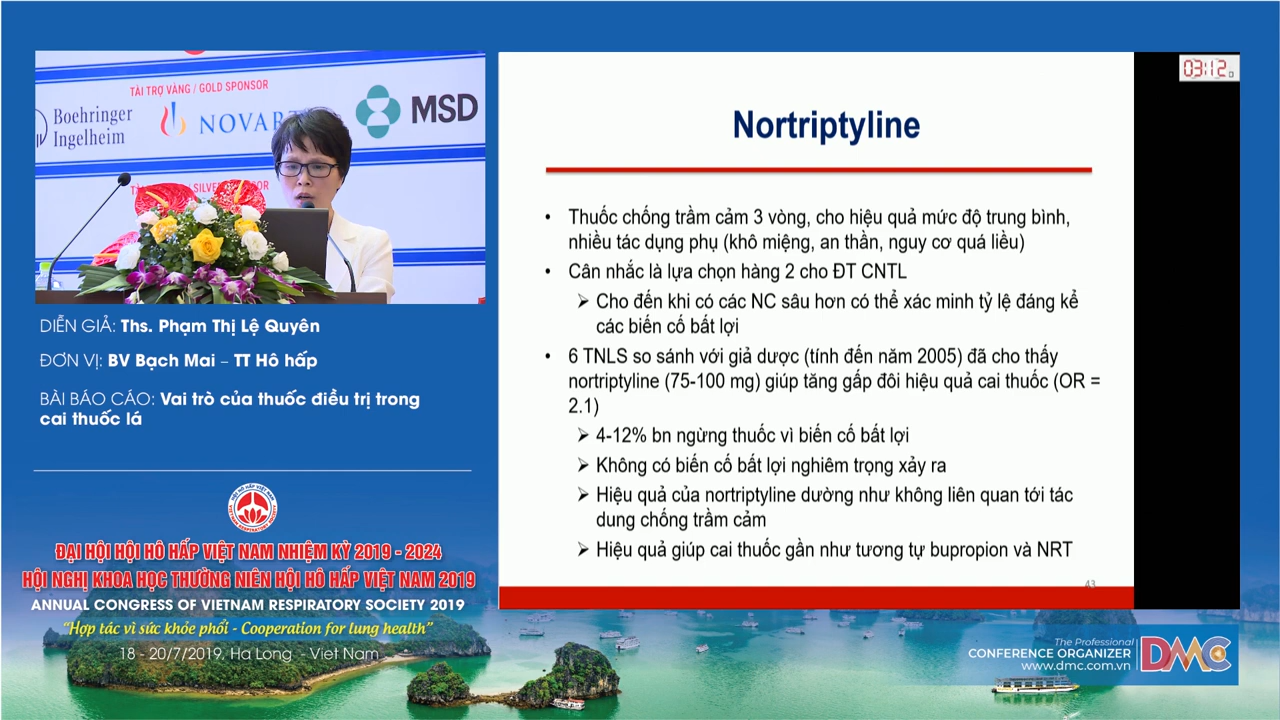 TÀI TRỢ VÀNG / GOLD SPONSOR
Boehringer
Ingelheim
MSD
DIỄN GIẢ: Ths. Phạm Thị Lệ Quyên
ĐƠN VỊ: BV Bạch Mai – TT Hô hấp
BÀI BÁO CÁO: Vai trò của thuốc điều trị trong
cai thuốc lá
HỘI HÔ HẤP VIỆT NAM
VIETNAM RESPIRATORY SOCIETY
ĐẠI HỘI HỘI HÔ HẤP VIỆT NAM NHIỆM KỲ 2019 - 2024
HỘI NGHỊ KHOA HỌC THƯỜNG NIÊN HỘI HÔ HẤP VIỆT NAM 2019
ANNUAL CONGRESS OF VIETNAM RESPIRATORY SOCIETY 2019
“Hợp tác vì sức khỏe phổi - Cooperation for lung health”
18 - 20/7/2019, Ha Long - Viet Nam
03:12
Nortriptyline
• Thuốc chống trầm cảm 3 vòng, cho hiệu quả mức độ trung bình,
nhiều tác dụng phụ (khô miệng, an thần, nguy cơ quá liều)
• Cân nhắc là lựa chọn hàng 2 cho ĐT CNTL
➢ Cho đến khi có các NC sâu hơn có thể xác minh tỷ lệ đáng kể
các biến cố bất lợi
• 6 TNLS so sánh với giả dược (tính đến năm 2005) đã cho thấy
nortriptyline (75-100 mg) giúp tăng gấp đôi hiệu quả cai thuốc (OR =
2.1)
➢ 4-12% bn ngừng thuốc vì biến cố bất lợi
➢ Không có biến cố bất lợi nghiêm trọng xảy ra
➢ Hiệu quả của nortriptyline dường như không liên quan tới tác
dung chống trầm cảm
➢ Hiệu quả giúp cai thuốc gần như tương tự bupropion và NRT
43
The Professional
CONFERENCE ORGANIZER
www.dmc.com.vn
DMC